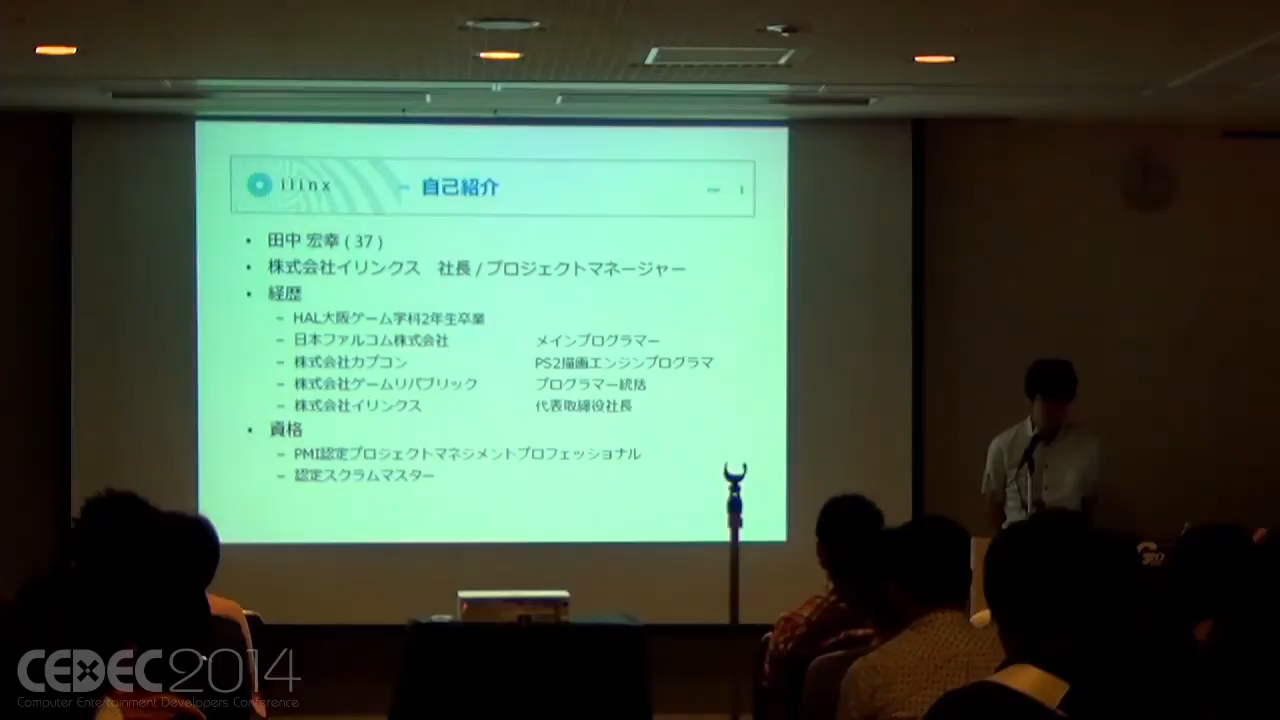 ilinx
自己紹介
• 田中 宏幸 ( 37 )
• 株式会社イリンクス　社長 / プロジェクトマネージャー
• 経歴
– HAL大阪ゲーム学科2年生卒業
– 日本ファルコム株式会社　メインプログラマー
– 株式会社カプコン　PS2描画エンジンプログラマ
– 株式会社ゲームリパブリック　プログラマー統括
– 株式会社イリンクス　代表取締役社長
• 資格
– PMI認定プロジェクトマネジメントプロフェッショナル
– 認定スクラムマスター
CEDEC2014
Computer Entertainment Developers Conference